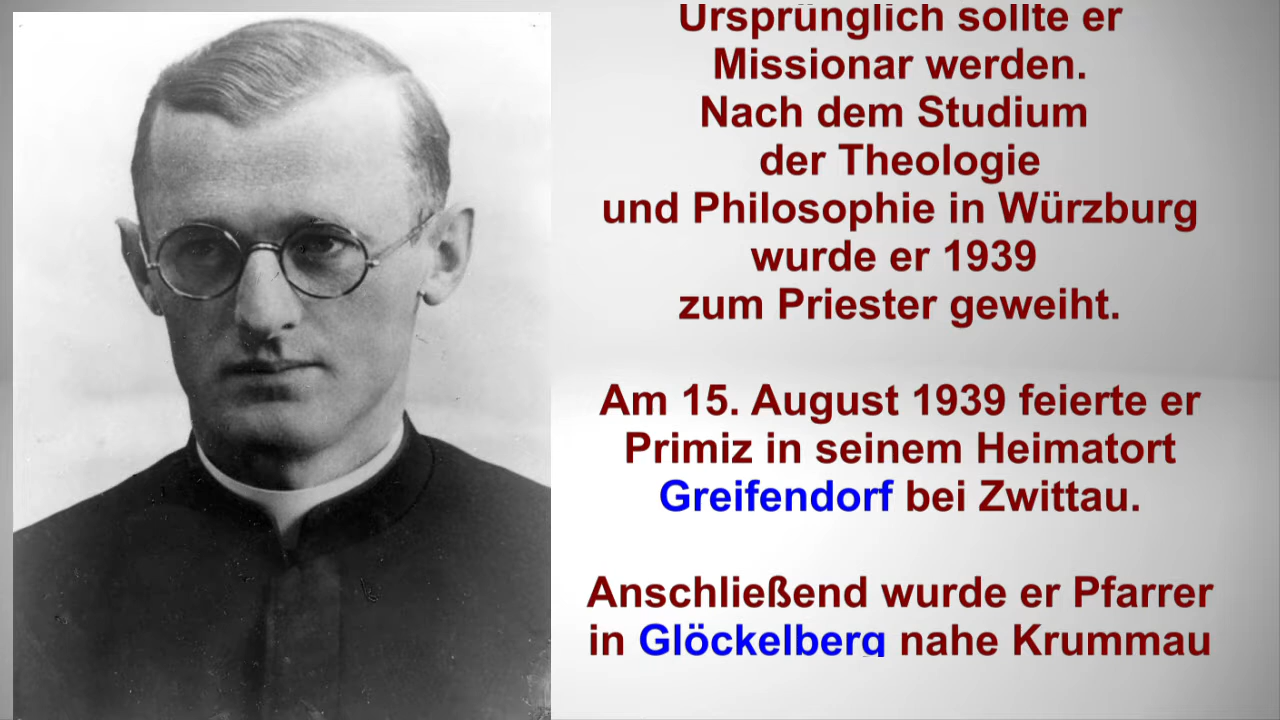 Ursprünglich sollte er
Missionar werden.
Nach dem Studium
der Theologie
und Philosophie in Würzburg
wurde er 1939
zum Priester geweiht.
Am 15. August 1939 feierte er
Primiz in seinem Heimatort
Greifendorf bei Zwittau.
Anschließend wurde er Pfarrer
in Glöckelberg nahe Krummau